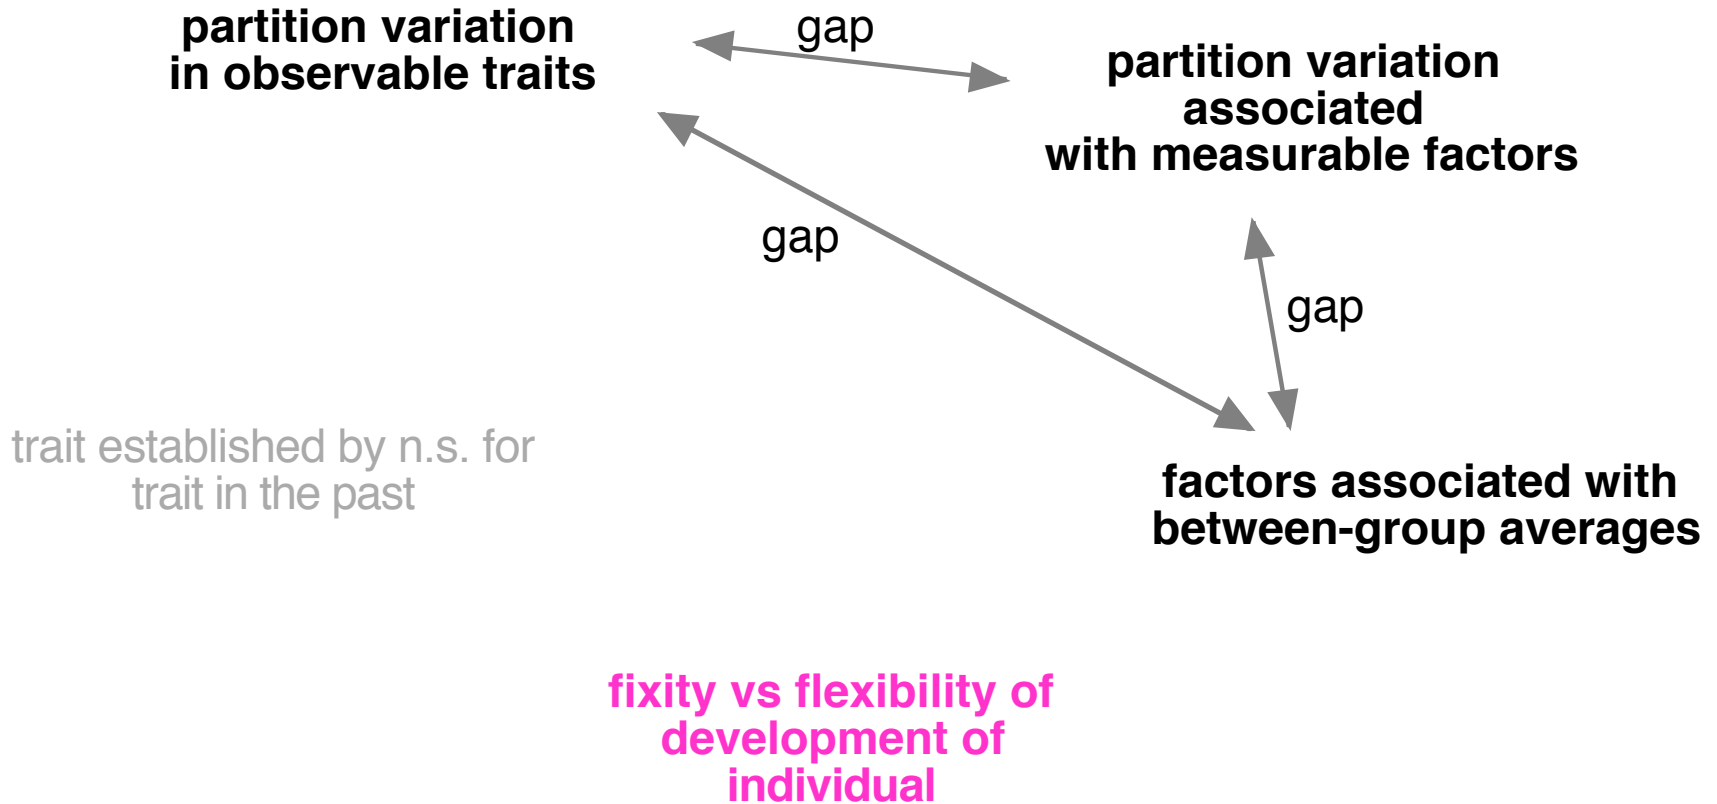 partition variation
in observable traits
gap
partition variation
associated
with measurable factors
gap
gap
trait established by n.s. for
trait in the past
factors associated with
between-group averages
fixity vs flexibility of
development of
individual